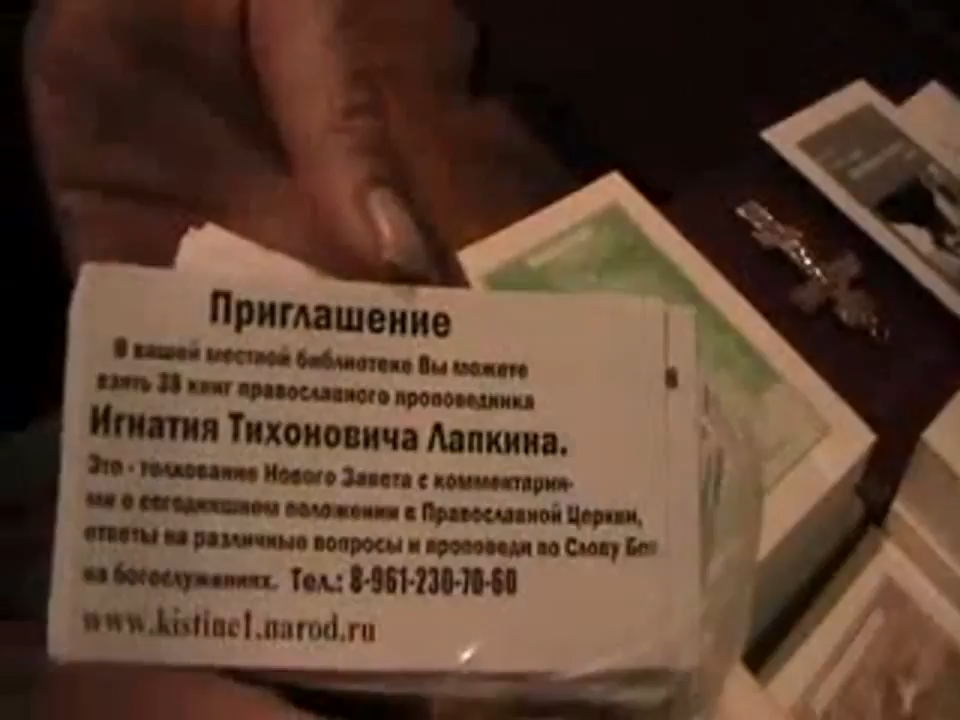 Приглашение
В вашей местной библиотеке Вы можете
взять 38 книг православного проповедника
Игнатия Тихоновича Лапкина.
Это - толкование Нового Завета с комментария-
ми о сегодняшнем положении в Православной Церкви,
ответы на различные вопросы и проповеди по Слову
на богослужениях. Тел.: 8-961-230-70-60
www.kistine1.narod.ru